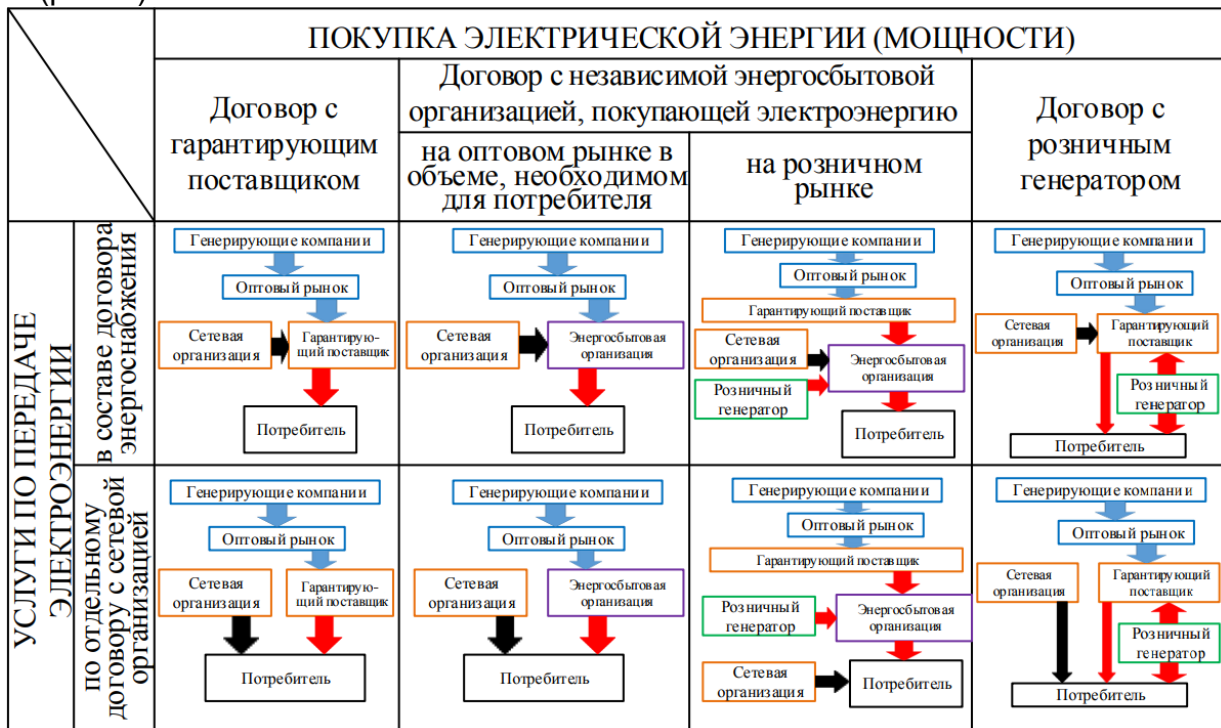 ПОКУПКА ЭЛЕКТРИЧЕСКОЙ ЭНЕРГИИ (МОЩНОСТИ)
Договор с
гарантирующим
поставщиком
Договор с независимой энергосбытовой
организацией, покупающей электроэнергию
на оптовом рынке в
объеме, необходимом
для потребителя
на розничном
рынке
Договор с
розничным
генератором
УСЛУГИ ПО ПЕРЕДАЧЕ
ЭЛЕКТРОЭНЕРГИИ
в составе договора
энергоснабжения
Генерирующие компании
Оптовый рынок
Сетевая
организация
Гарантирую-
щий поставщик
Потребитель
Генерирующие компании
Оптовый рынок
Сетевая
организация
Энергосбытовая
организация
Потребитель
Генерирующие компании
Оптовый рынок
Гарантирующий поставщик
Сетевая
организация
Энергосбытовая
организация
Розничный
генератор
Потребитель
Генерирующие компании
Оптовый рынок
Сетевая
организация
Гарантирующий
поставщик
Розничный
генератор
Потребитель
по отдельному
договору с сетевой
организацией
Генерирующие компании
Оптовый рынок
Сетевая
организация
Гарантирую-
щий поставщик
Потребитель
Генерирующие компании
Оптовый рынок
Сетевая
организация
Энергосбытовая
организация
Потребитель
Генерирующие компании
Оптовый рынок
Гарантирующий поставщик
Розничный
генератор
Энергосбытовая
организация
Сетевая
организация
Потребитель
Генерирующие компании
Оптовый рынок
Сетевая
организация
Гарантирующий
поставщик
Розничный
генератор
Потребитель